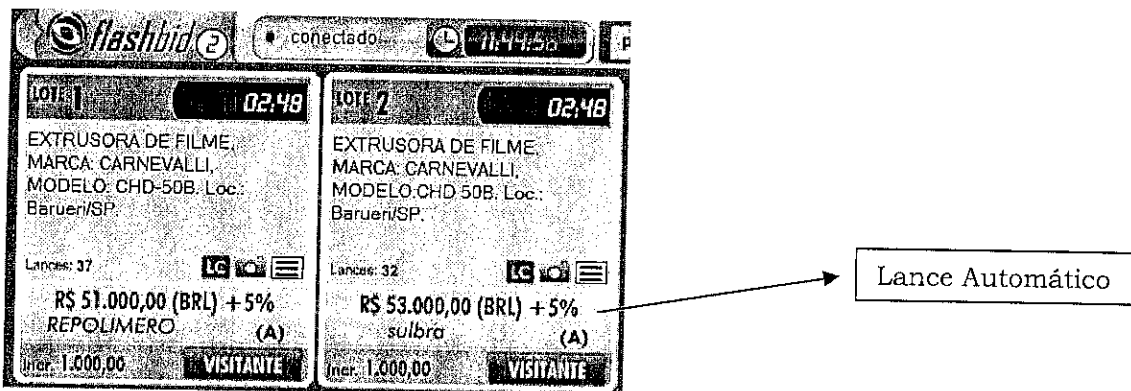 flashbid 2
conectado...
LOTE 1
02:48
EXTRUSORA DE FILME,
MARCA: CARNEVALLI,
MODELO: CHD-50B. Loc.:
Barueri/SP.
Lances: 37
LC
R$ 51.000,00 (BRL) +5%
REPOLIMERO
(A)
Incr. 1.000,00
VISITANTE
LOTE 2
02:48
EXTRUSORA DE FILME,
MARCA: CARNEVALLI,
MODELO:CHD 50B. Loc.:
Barueri/SP.
Lances: 32
LC
R$ 53.000,00 (BRL) +5%
sulbra
(A)
Incr. 1.000,00
VISITANTE
Lance Automático